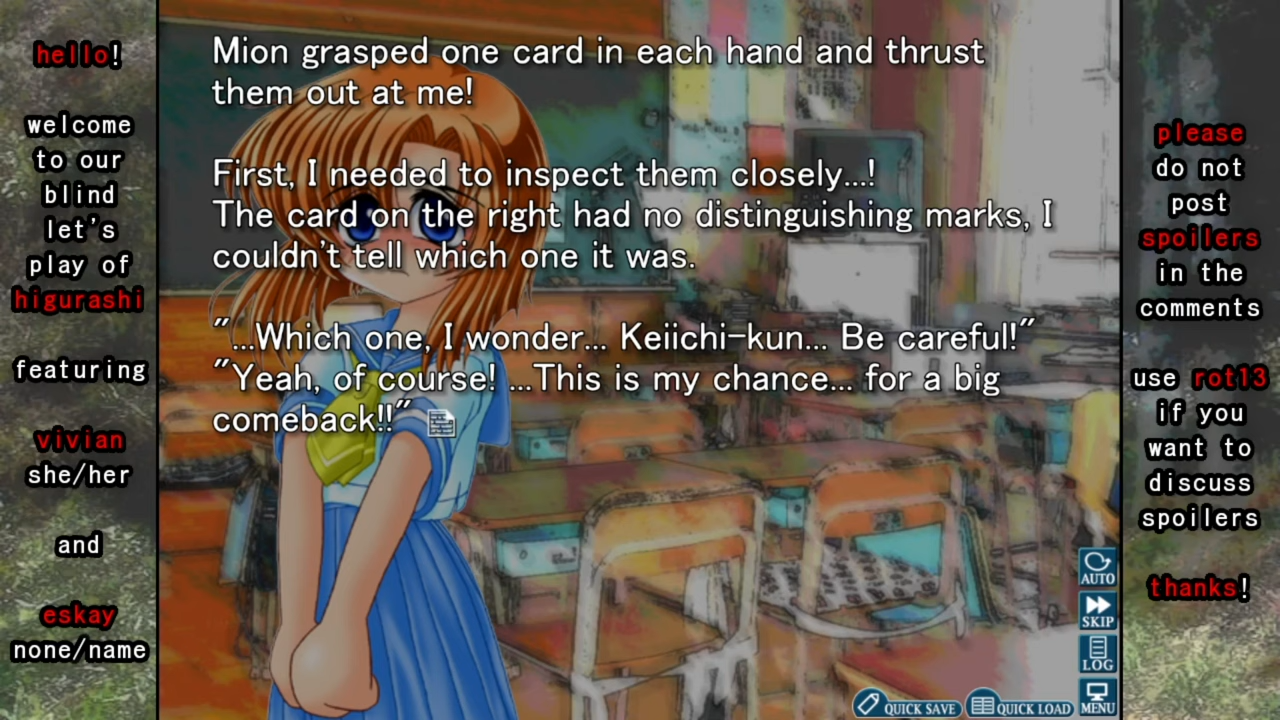 hello!
welcome
to our
blind
let's
play of
higurashi
featuring
vivian
she/her
and
eskay
none/name
Mion grasped one card in each hand and thrust
them out at me!
First, I needed to inspect them closely...!
The card on the right had no distinguishing marks, I
couldn't tell which one it was.
"...Which one, I wonder... Keiichi-kun... Be careful!"
"Yeah, of course! ...This is my chance... for a big
comeback!!"
AUTO
SKIP
LOG
MENU
QUICK SAVE
QUICK LOAD
please
do not
post
spoilers
in the
comments
use rot13
if you
want to
discuss
spoilers
thanks!